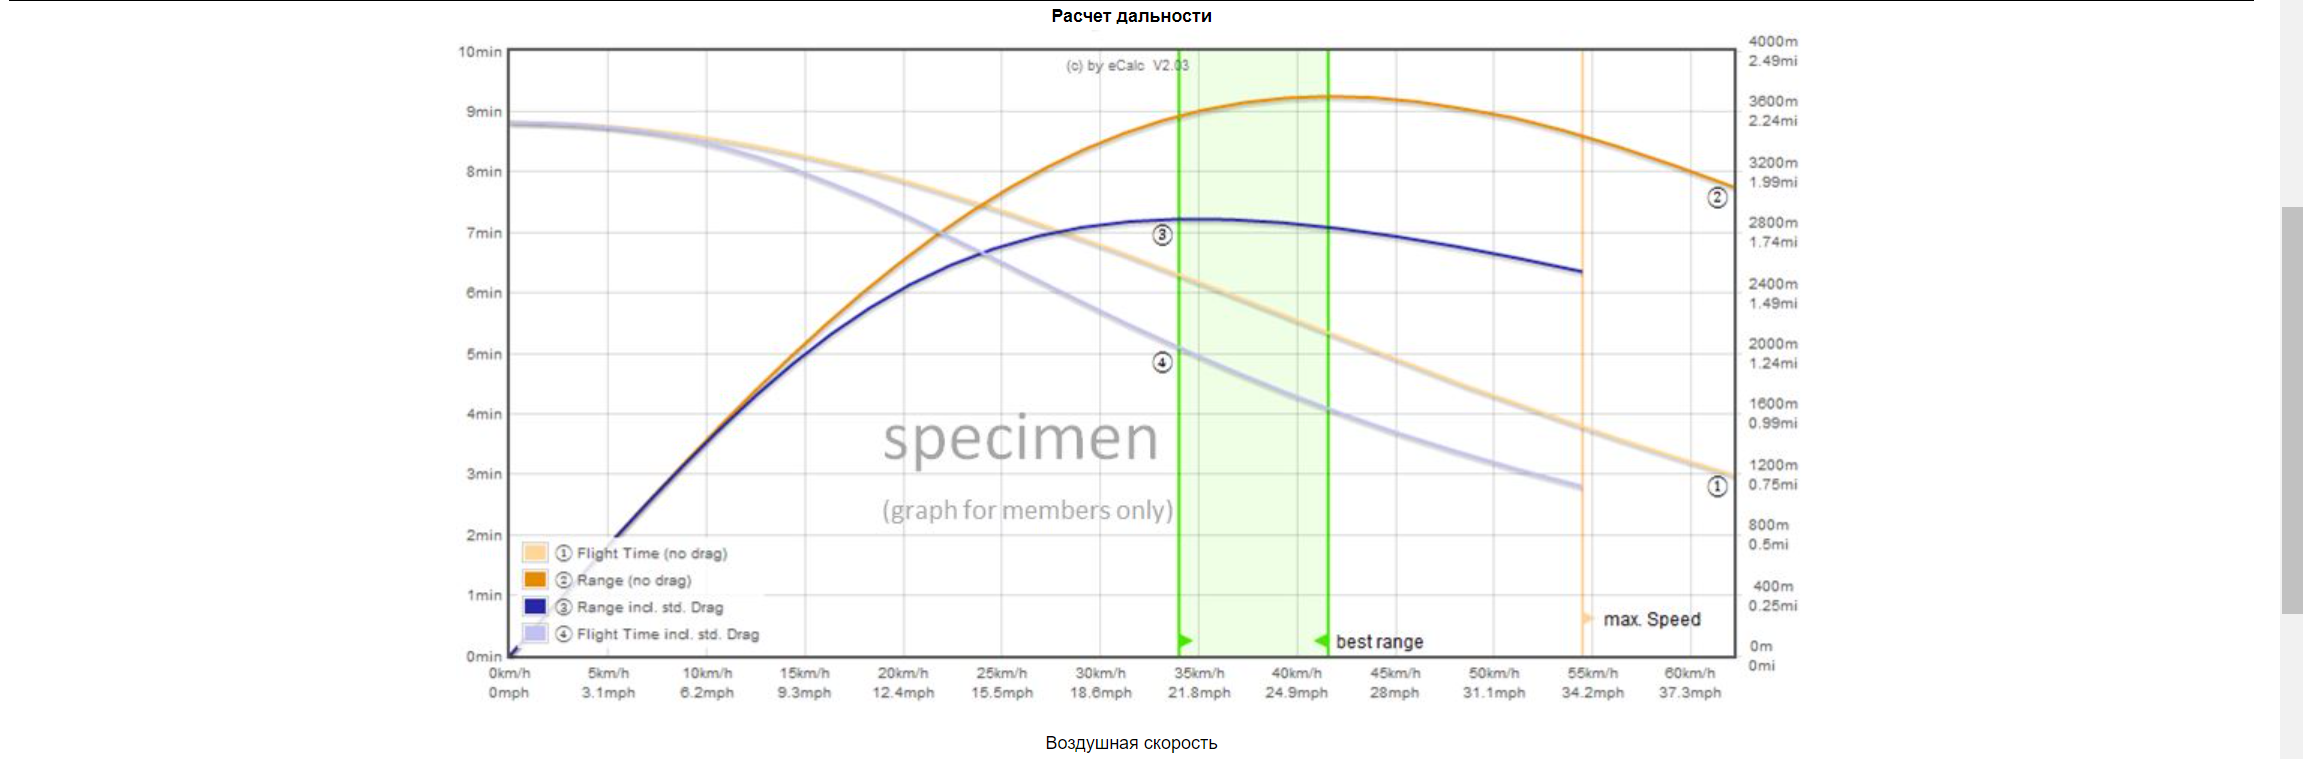 Расчет дальности
10min
9min
8min
7min
6min
5min
4min
3min
2min
1min
0min
(c) by eCalc V2.03
4000m
2.49mi
3600m
2.24mi
3200m
1.99mi
2800m
1.74mi
2400m
1.49mi
2000m
1.24mi
1600m
0.99mi
1200m
0.75mi
800m
0.5mi
400m
0.25mi
0m
0mi
②
③
④
①
specimen
(graph for members only)
① Flight Time (no drag)
② Range (no drag)
③ Range incl. std. Drag
④ Flight Time incl. std. Drag
max. Speed
best range
0km/h 5km/h 10km/h 15km/h 20km/h 25km/h 30km/h 35km/h 40km/h 45km/h 50km/h 55km/h 60km/h
0mph 3.1mph 6.2mph 9.3mph 12.4mph 15.5mph 18.6mph 21.8mph 24.9mph 28mph 31.1mph 34.2mph 37.3mph
Воздушная скорость